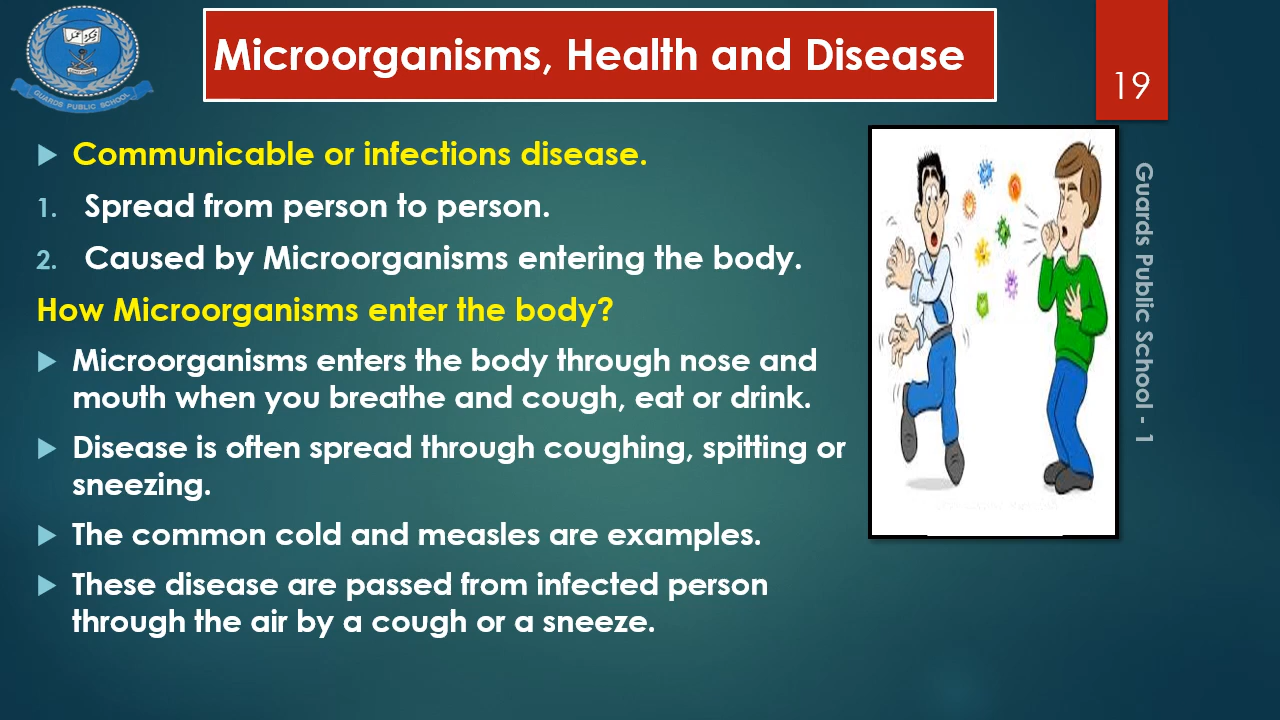 Microorganisms, Health and Disease
19
Communicable or infections disease.
1. Spread from person to person.
2. Caused by Microorganisms entering the body.
How Microorganisms enter the body?
Microorganisms enters the body through nose and
mouth when you breathe and cough, eat or drink.
Disease is often spread through coughing, spitting or
sneezing.
The common cold and measles are examples.
These disease are passed from infected person
through the air by a cough or a sneeze.
Guards Public School - 1
GUARDS PUBLIC SCHOOL